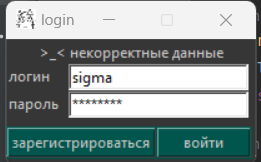 login
>_< некорректные данные
логин sigma
пароль ********
зарегистрироваться войти